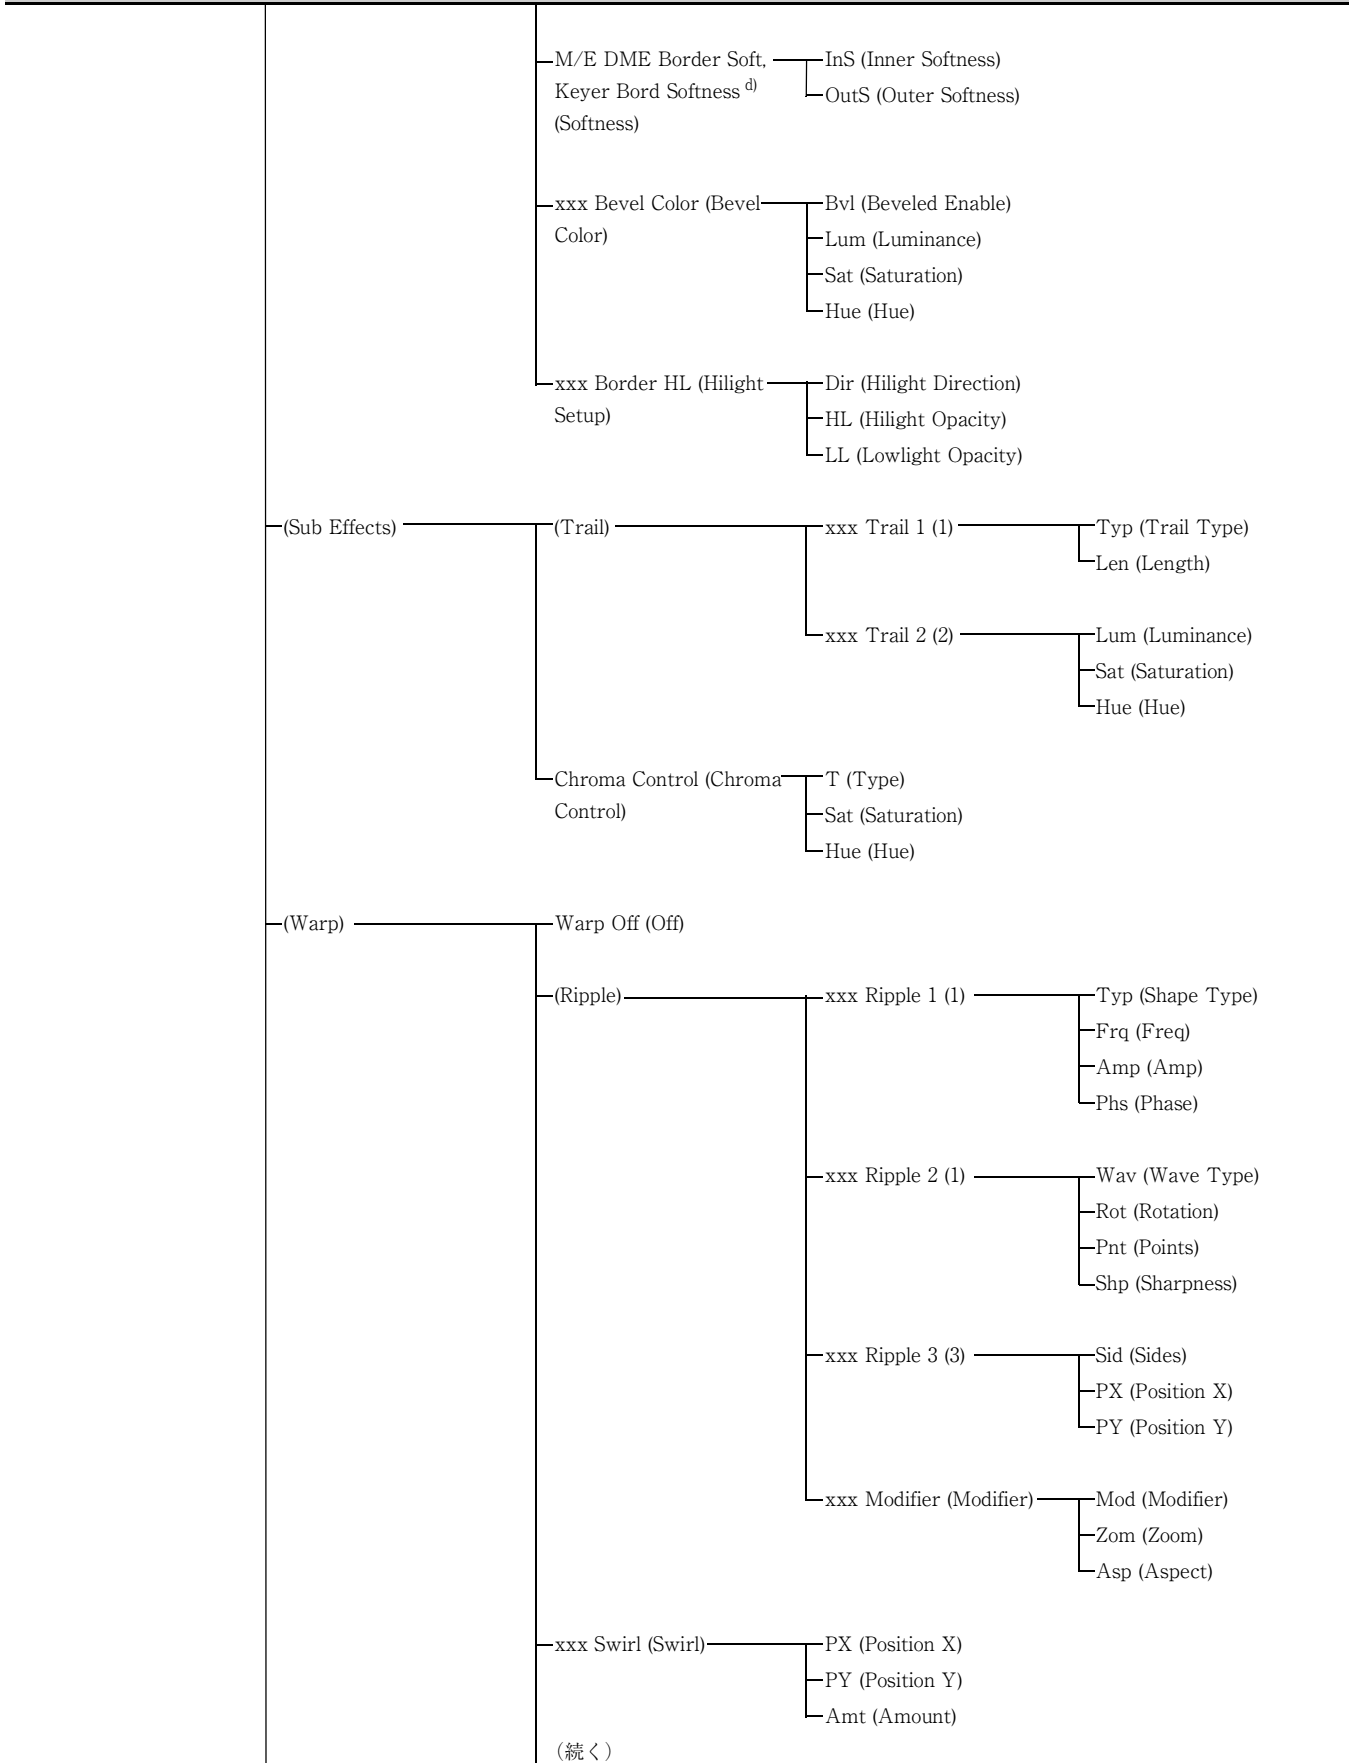 M/E DME Border Soft, InS (Inner Softness)
Keyer Bord Softness d) OutS (Outer Softness)
(Softness)
xxx Bevel Color (Bevel Bvl (Beveled Enable)
Color) Lum (Luminance)
Sat (Saturation)
Hue (Hue)
xxx Border HL (Hilight Dir (Hilight Direction)
Setup) HL (Hilight Opacity)
LL (Lowlight Opacity)
(Sub Effects) (Trail) xxx Trail 1 (1) Typ (Trail Type)
Len (Length)
xxx Trail 2 (2) Lum (Luminance)
Sat (Saturation)
Hue (Hue)
Chroma Control (Chroma T (Type)
Control) Sat (Saturation)
Hue (Hue)
(Warp) Warp Off (Off)
(Ripple) xxx Ripple 1 (1) Typ (Shape Type)
Frq (Freq)
Amp (Amp)
Phs (Phase)
xxx Ripple 2 (1) Wav (Wave Type)
Rot (Rotation)
Pnt (Points)
Shp (Sharpness)
xxx Ripple 3 (3) Sid (Sides)
PX (Position X)
PY (Position Y)
xxx Modifier (Modifier) Mod (Modifier)
Zom (Zoom)
Asp (Aspect)
xxx Swirl (Swirl) PX (Position X)
PY (Position Y)
Amt (Amount)
（続く）